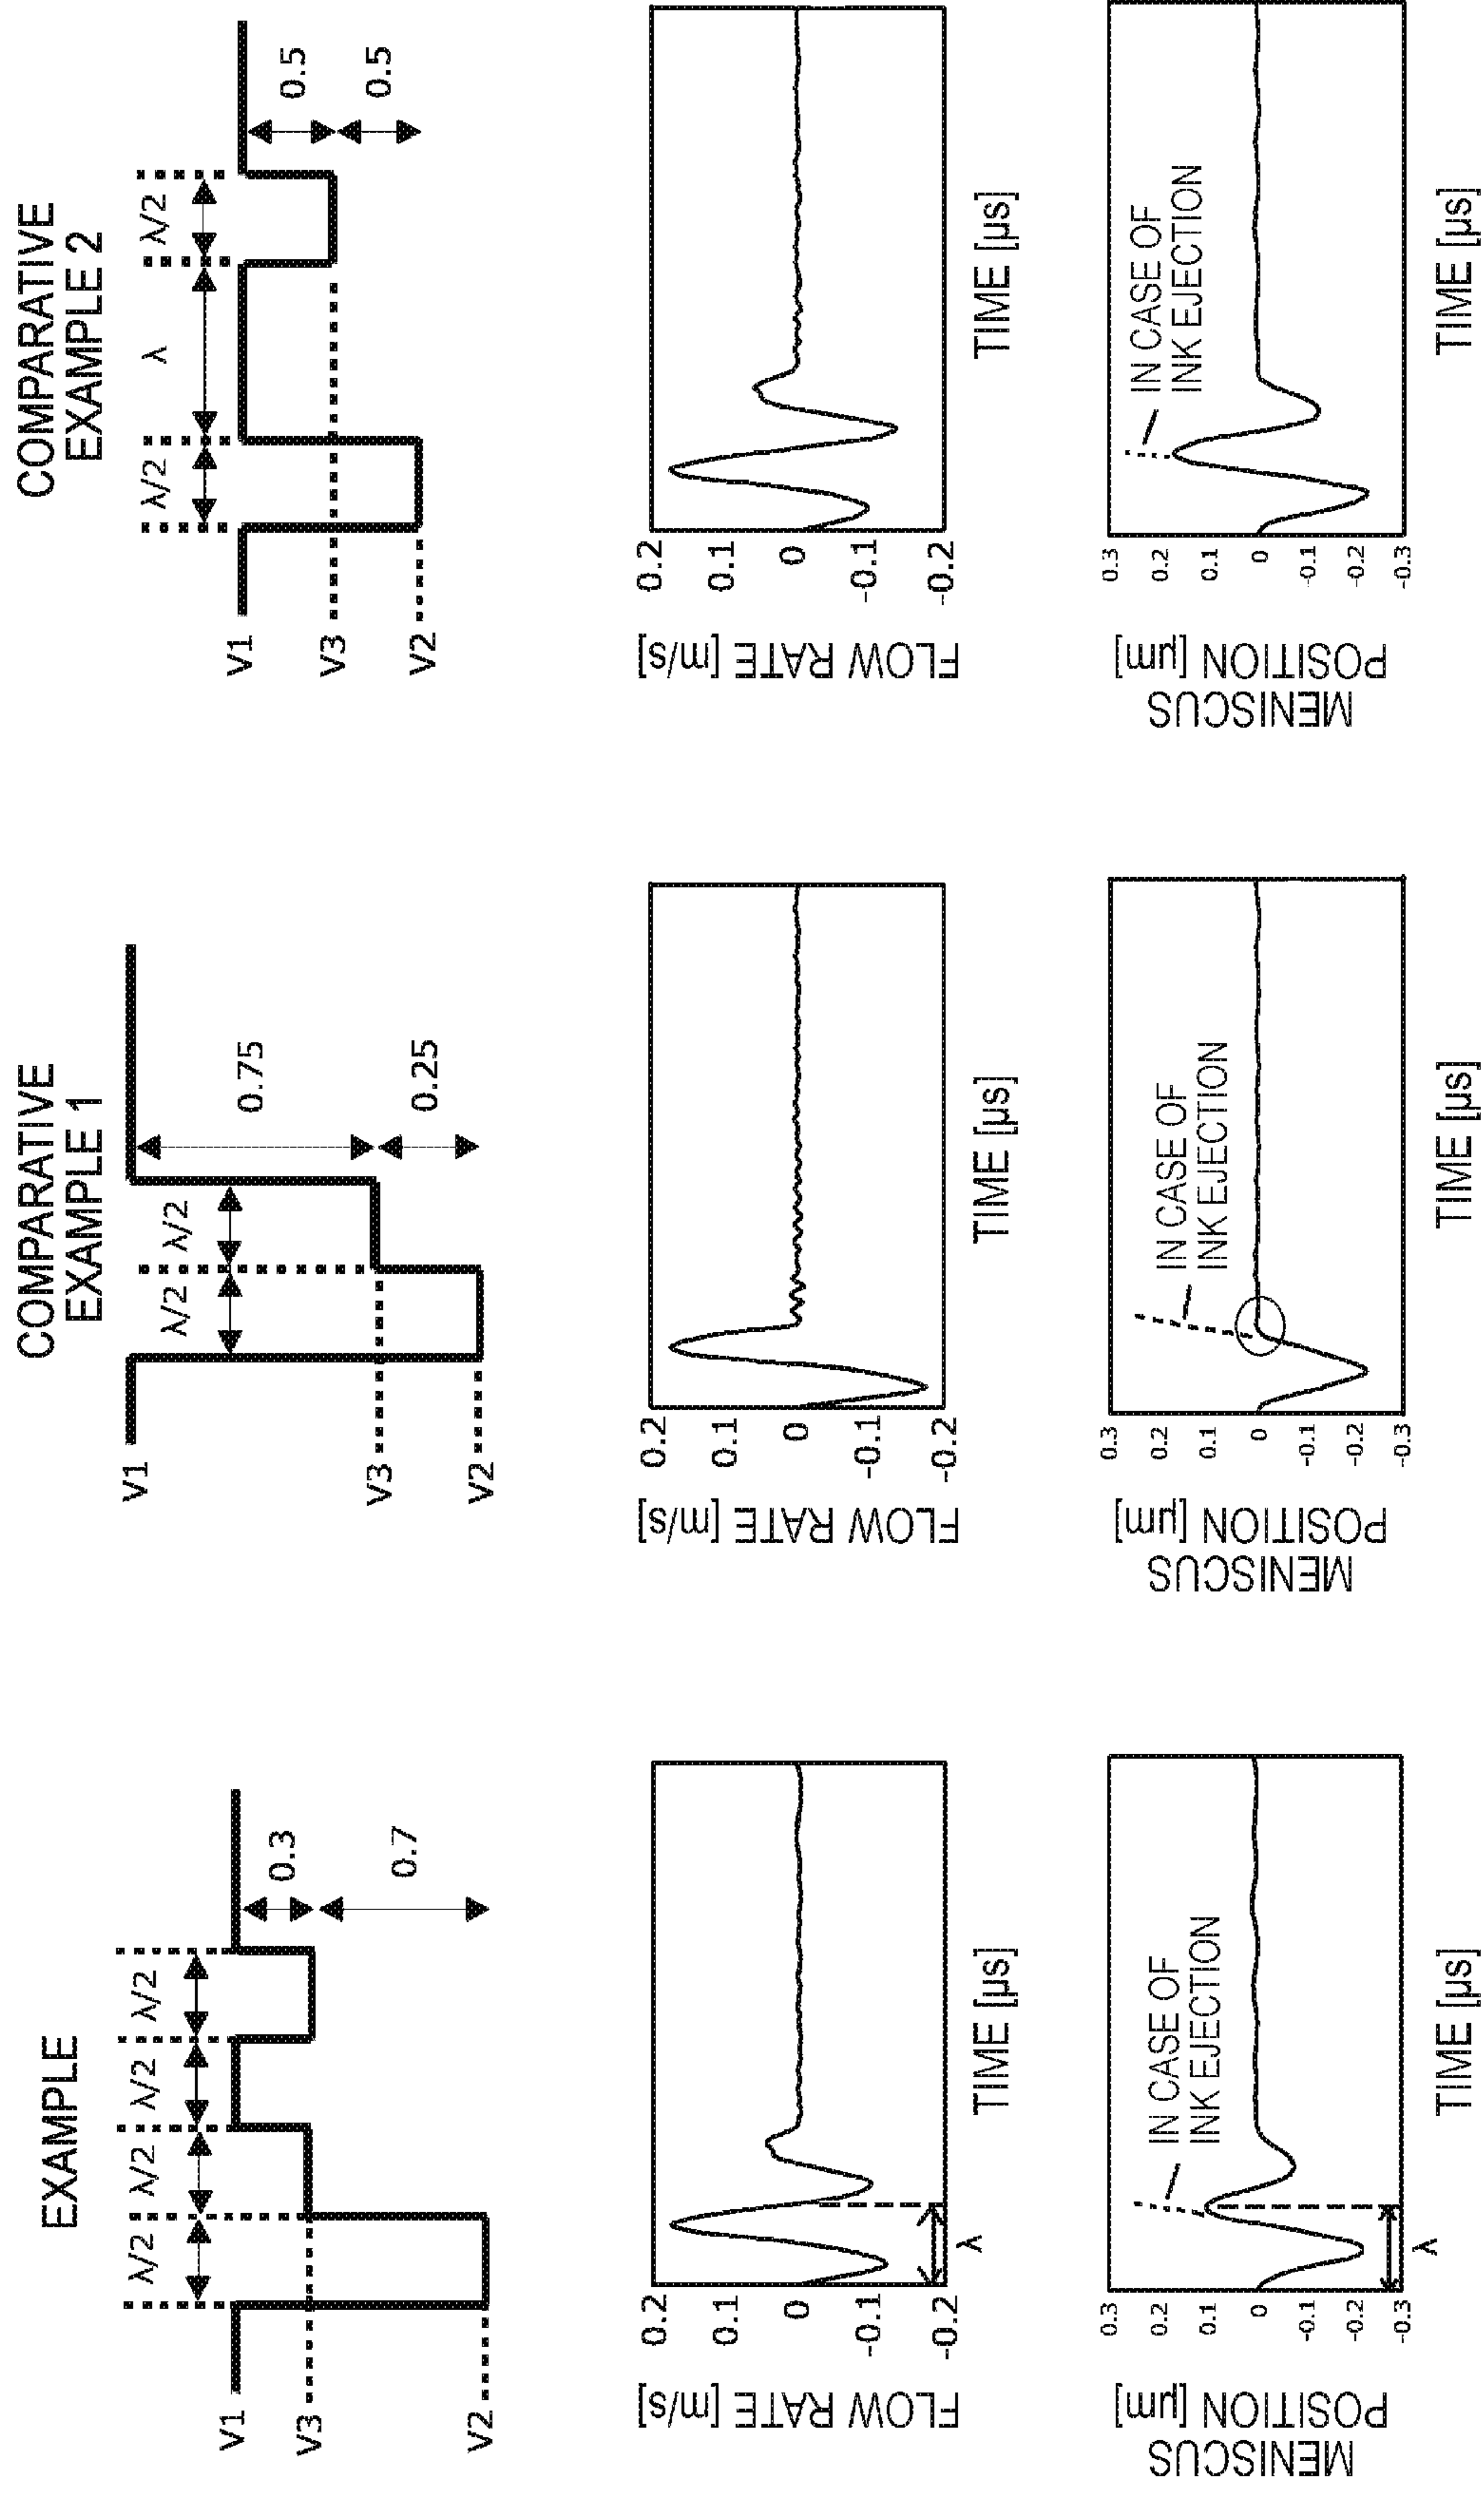 EXAMPLE
λ/2
λ/2
λ/2
λ/2
V1
V3
V2
0.3
0.7
FLOW RATE [m/s]
0.2
0.1
0
-0.1
-0.2
λ
TIME [μs]
MENISCUS
POSITION [μm]
0.3
0.2
0.1
0
-0.1
-0.2
-0.3
IN CASE OF
INK EJECTION
λ
TIME [μs]
COMPARATIVE
EXAMPLE 1
λ/2
λ/2
V1
V3
V2
0.75
0.25
FLOW RATE [m/s]
0.2
0.1
0
-0.1
-0.2
TIME [μs]
MENISCUS
POSITION [μm]
0.3
0.2
0.1
0
-0.1
-0.2
-0.3
IN CASE OF
INK EJECTION
TIME [μs]
COMPARATIVE
EXAMPLE 2
λ/2
λ
λ/2
V1
V3
V2
0.5
0.5
FLOW RATE [m/s]
0.2
0.1
0
-0.1
-0.2
TIME [μs]
MENISCUS
POSITION [μm]
0.3
0.2
0.1
0
-0.1
-0.2
-0.3
IN CASE OF
INK EJECTION
TIME [μs]